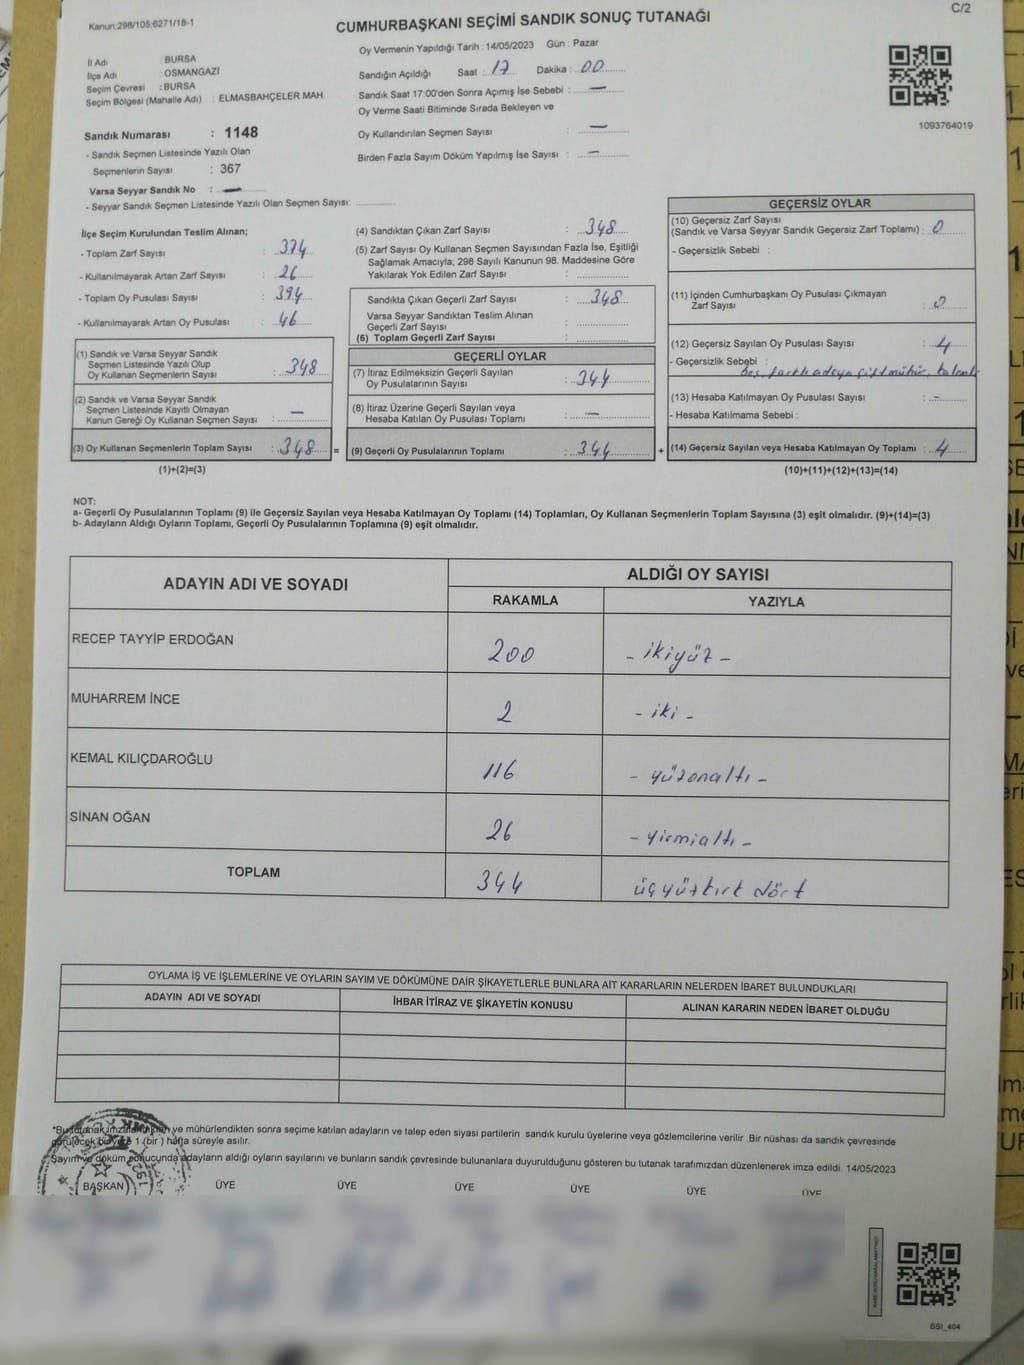 Kanun:298/105,6271/18-1
C/2
CUMHURBAŞKANI SEÇİMİ SANDIK SONUÇ TUTANAĞI
İl Adı : BURSA
İlçe Adı : OSMANGAZİ
Seçim Çevresi : BURSA
Seçim Bölgesi (Mahalle Adı) : ELMASBAHÇELER MAH.
Oy Vermenin Yapıldığı Tarih : 14/05/2023 Gün : Pazar
Sandığın Açıldığı Saat : 17 Dakika : 00
Sandık Saat 17:00'den Sonra Açımış İse Sebebi : —
Oy Verme Saati Bitiminde Sırada Bekleyen ve
Oy Kullandırılan Seçmen Sayısı : —
Birden Fazla Sayım Döküm Yapılmış İse Sayısı : —
1093764019
Sandık Numarası : 1148
- Sandık Seçmen Listesinde Yazılı Olan
Seçmenlerin Sayısı : 367
Varsa Seyyar Sandık No : —
- Seyyar Sandık Seçmen Listesinde Yazılı Olan Seçmen Sayısı:
İlçe Seçim Kurulundan Teslim Alınan;
- Toplam Zarf Sayısı : 374
- Kullanılmayarak Artan Zarf Sayısı : 26
- Toplam Oy Pusulası Sayısı : 394
- Kullanılmayarak Artan Oy Pusulası : 46
(1) Sandık ve Varsa Seyyar Sandık
Seçmen Listesinde Yazılı Olup
Oy Kullanan Seçmenlerin Sayısı : 348
(2) Sandık ve Varsa Seyyar Sandık
Seçmen Listesinde Kayıtlı Olmayan
Kanun Gereği Oy Kullanan Seçmen Sayısı : —
(3) Oy Kullanan Seçmenlerin Toplam Sayısı : 348 =
(1)+(2)=(3)
(4) Sandıktan Çıkan Zarf Sayısı : 348
(5) Zarf Sayısı Oy Kullanan Seçmen Sayısından Fazla İse, Eşitliği
Sağlamak Amacıyla; 298 Sayılı Kanunun 98. Maddesine Göre
Yakılarak Yok Edilen Zarf Sayısı :
Sandıkta Çıkan Geçerli Zarf Sayısı : 348
Varsa Seyyar Sandıktan Teslim Alınan
Geçerli Zarf Sayısı :
(6) Toplam Geçerli Zarf Sayısı :
GEÇERLİ OYLAR
(7) İtiraz Edilmeksizin Geçerli Sayılan
Oy Pusulalarının Sayısı : 344
(8) İtiraz Üzerine Geçerli Sayılan veya
Hesaba Katılan Oy Pusulası Toplamı : —
(9) Geçerli Oy Pusulalarının Toplamı : 344 +
GEÇERSİZ OYLAR
(10) Geçersiz Zarf Sayısı
(Sandık ve Varsa Seyyar Sandık Geçersiz Zarf Toplamı) : 0
- Geçersizlik Sebebi :
(11) İçinden Cumhurbaşkanı Oy Pusulası Çıkmayan
Zarf Sayısı : 0
(12) Geçersiz Sayılan Oy Pusulası Sayısı : 4
- Geçersizlik Sebebi :
(13) Hesaba Katılmayan Oy Pusulası Sayısı : -
- Hesaba Katılmama Sebebi :
(14) Geçersiz Sayılan veya Hesaba Katılmayan Oy Toplamı : 4
(10)+(11)+(12)+(13)=(14)
NOT:
a- Geçerli Oy Pusulalarının Toplamı (9) ile Geçersiz Sayılan veya Hesaba Katılmayan Oy Toplamı (14) Toplamları, Oy Kullanan Seçmenlerin Toplam Sayısına (3) eşit olmalıdır. (9)+(14)=(3)
b- Adayların Aldığı Oyların Toplamı, Geçerli Oy Pusulalarının Toplamına (9) eşit olmalıdır.
ADAYIN ADI VE SOYADI
ALDIĞI OY SAYISI
RAKAMLA YAZIYLA
RECEP TAYYİP ERDOĞAN 200 - ikiyüz -
MUHARREM İNCE 2 - iki -
KEMAL KILIÇDAROĞLU 116 - yüzonaltı -
SİNAN OĞAN 26 - yirmialtı -
TOPLAM 344 üçyüzkırk dört
OYLAMA İŞ VE İŞLEMLERİNE VE OYLARIN SAYIM VE DÖKÜMÜNE DAİR ŞİKAYETLERLE BUNLARA AİT KARARLARIN NELERDEN İBARET BULUNDUKLARI
ADAYIN ADI VE SOYADI İHBAR İTİRAZ VE ŞİKAYETİN KONUSU ALINAN KARARIN NEDEN İBARET OLDUĞU
*Bu tutanak imzalandıktan ve mühürlendikten sonra seçime katılan adayların ve talep eden siyasi partilerin sandık kurulu üyelerine veya gözlemcilerine verilir .Bir nüshası da sandık çevresinde
görülecek bir yere 1 (bir ) hafta süreyle asılır.
Sayım ve döküm sonucunda adayların aldığı oyların sayılarını ve bunların sandık çevresinde bulunanlara duyurulduğunu gösteren bu tutanak tarafımızdan düzenlenerek imza edildi. 14/05/2023
BAŞKAN ÜYE ÜYE ÜYE ÜYE ÜYE ÜYE